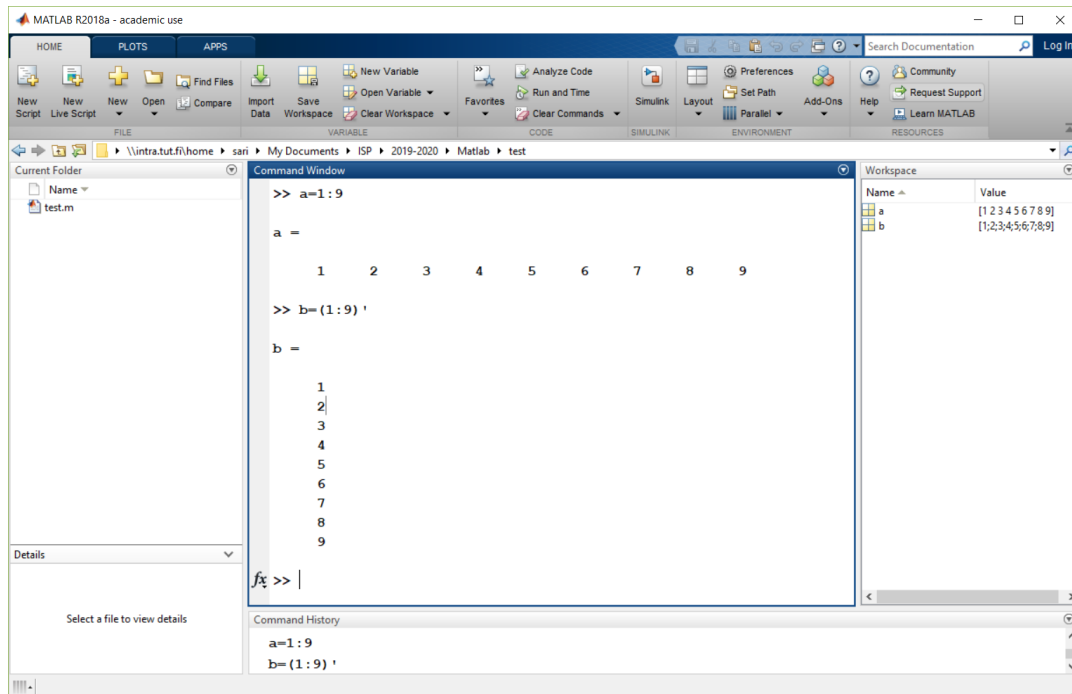 MATLAB R2018a - academic use
HOME PLOTS APPS
Search Documentation
Log In
New Script
New Live Script
New
Open
Find Files
Compare
FILE
Import Data
Save Workspace
New Variable
Open Variable
Clear Workspace
VARIABLE
Favorites
Analyze Code
Run and Time
Clear Commands
CODE
Simulink
SIMULINK
Layout
Preferences
Set Path
Parallel
Add-Ons
ENVIRONMENT
Help
Community
Request Support
Learn MATLAB
RESOURCES
\\intra.tut.fi\home sari My Documents ISP 2019-2020 Matlab test
Current Folder
Name
test.m
Details
Select a file to view details
Command Window
>> a=1:9
a =
1 2 3 4 5 6 7 8 9
>> b=(1:9)'
b =
1
2
3
4
5
6
7
8
9
fx >>
Command History
a=1:9
b=(1:9)'
Workspace
Name Value
a [1 2 3 4 5 6 7 8 9]
b [1;2;3;4;5;6;7;8;9]